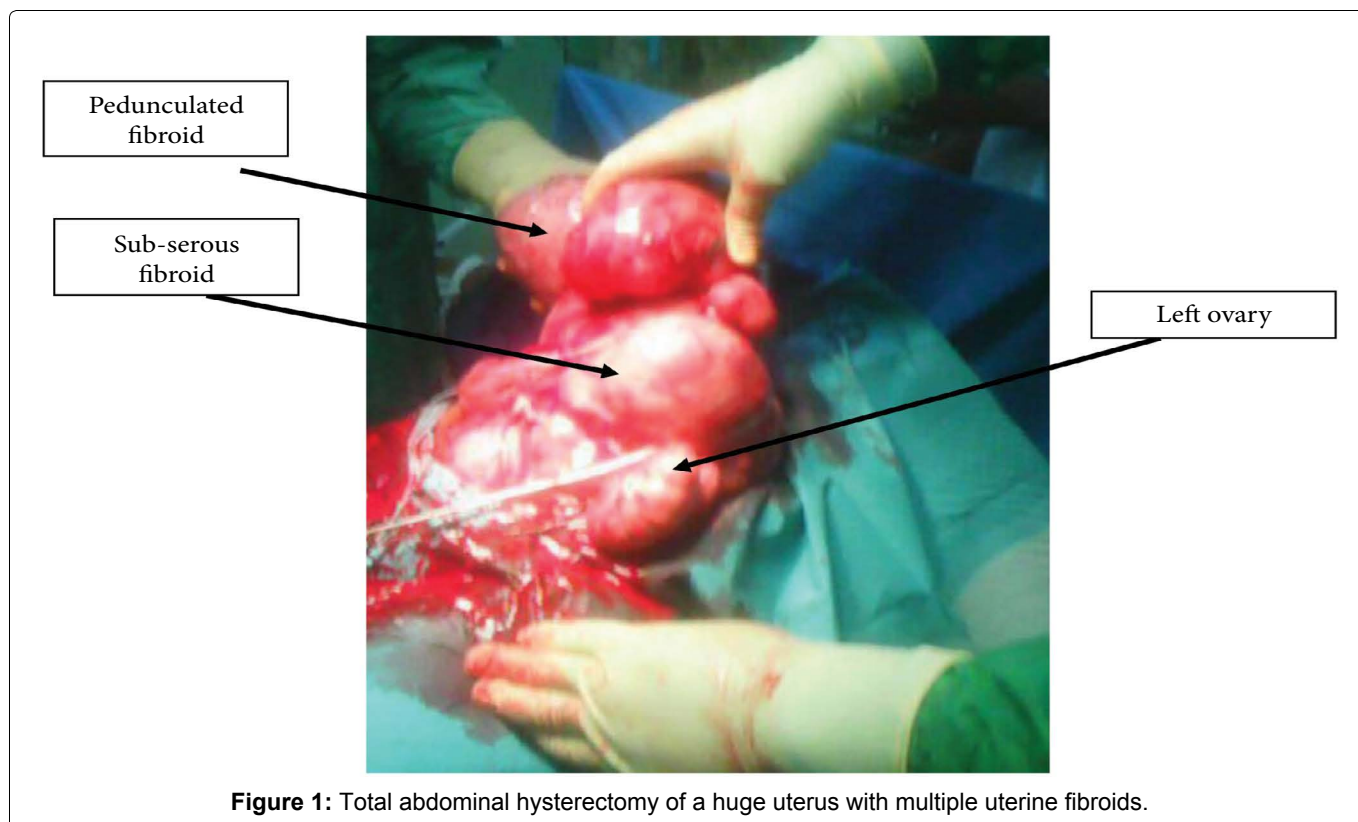 Pedunculated
fibroid
Sub-serous
fibroid
Left ovary
Figure 1: Total abdominal hysterectomy of a huge uterus with multiple uterine fibroids.